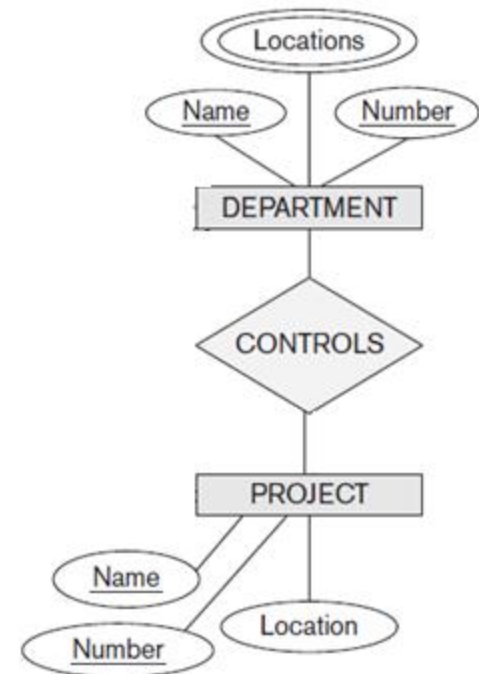 Locations
Name
Number
DEPARTMENT
CONTROLS
PROJECT
Name
Location
Number